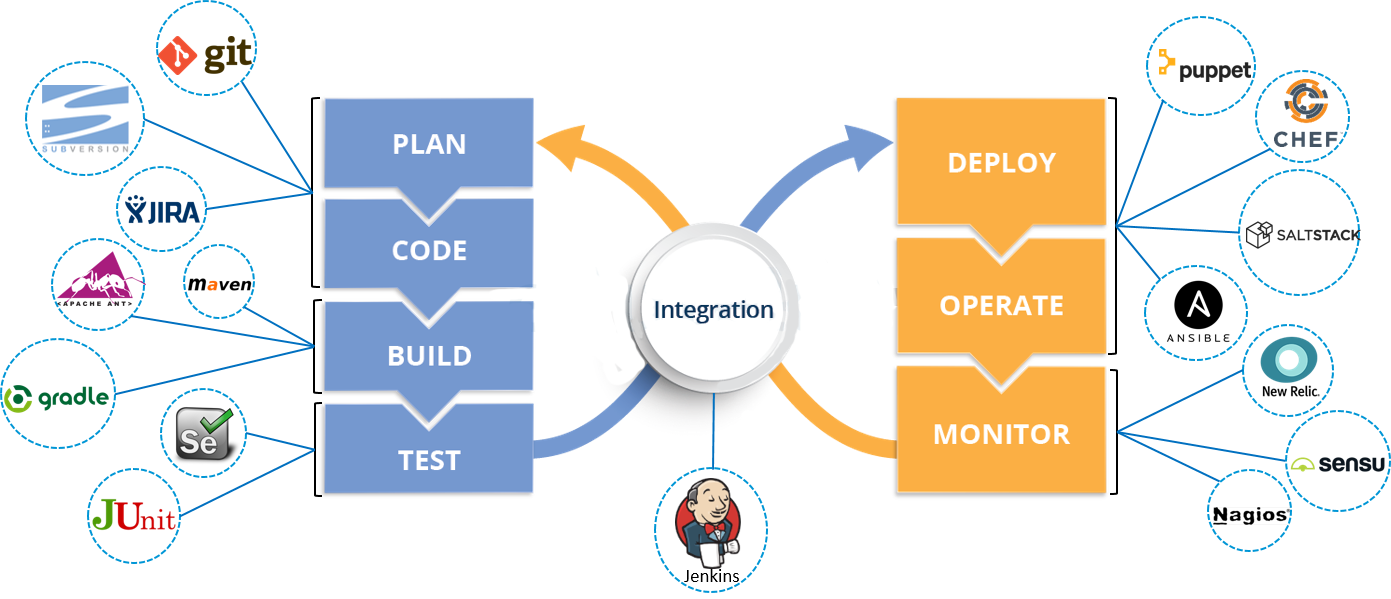 git
SUBVERSION
JIRA
<APACHE ANT>
maven
gradle
Se
JUnit
PLAN
CODE
BUILD
TEST
Integration
Jenkins
DEPLOY
OPERATE
MONITOR
puppet
CHEF
SALTSTACK
A
ANSIBLE
New Relic.
sensu
Nagios®